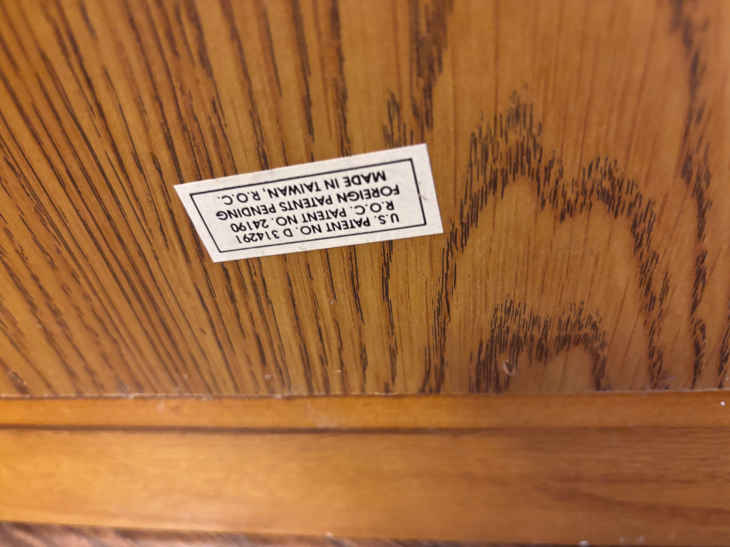 U.S. PATENT NO. D 314291
R.O.C. PATENT NO. 24190
FOREIGN PATENTS PENDING
MADE IN TAIWAN, R.O.C.